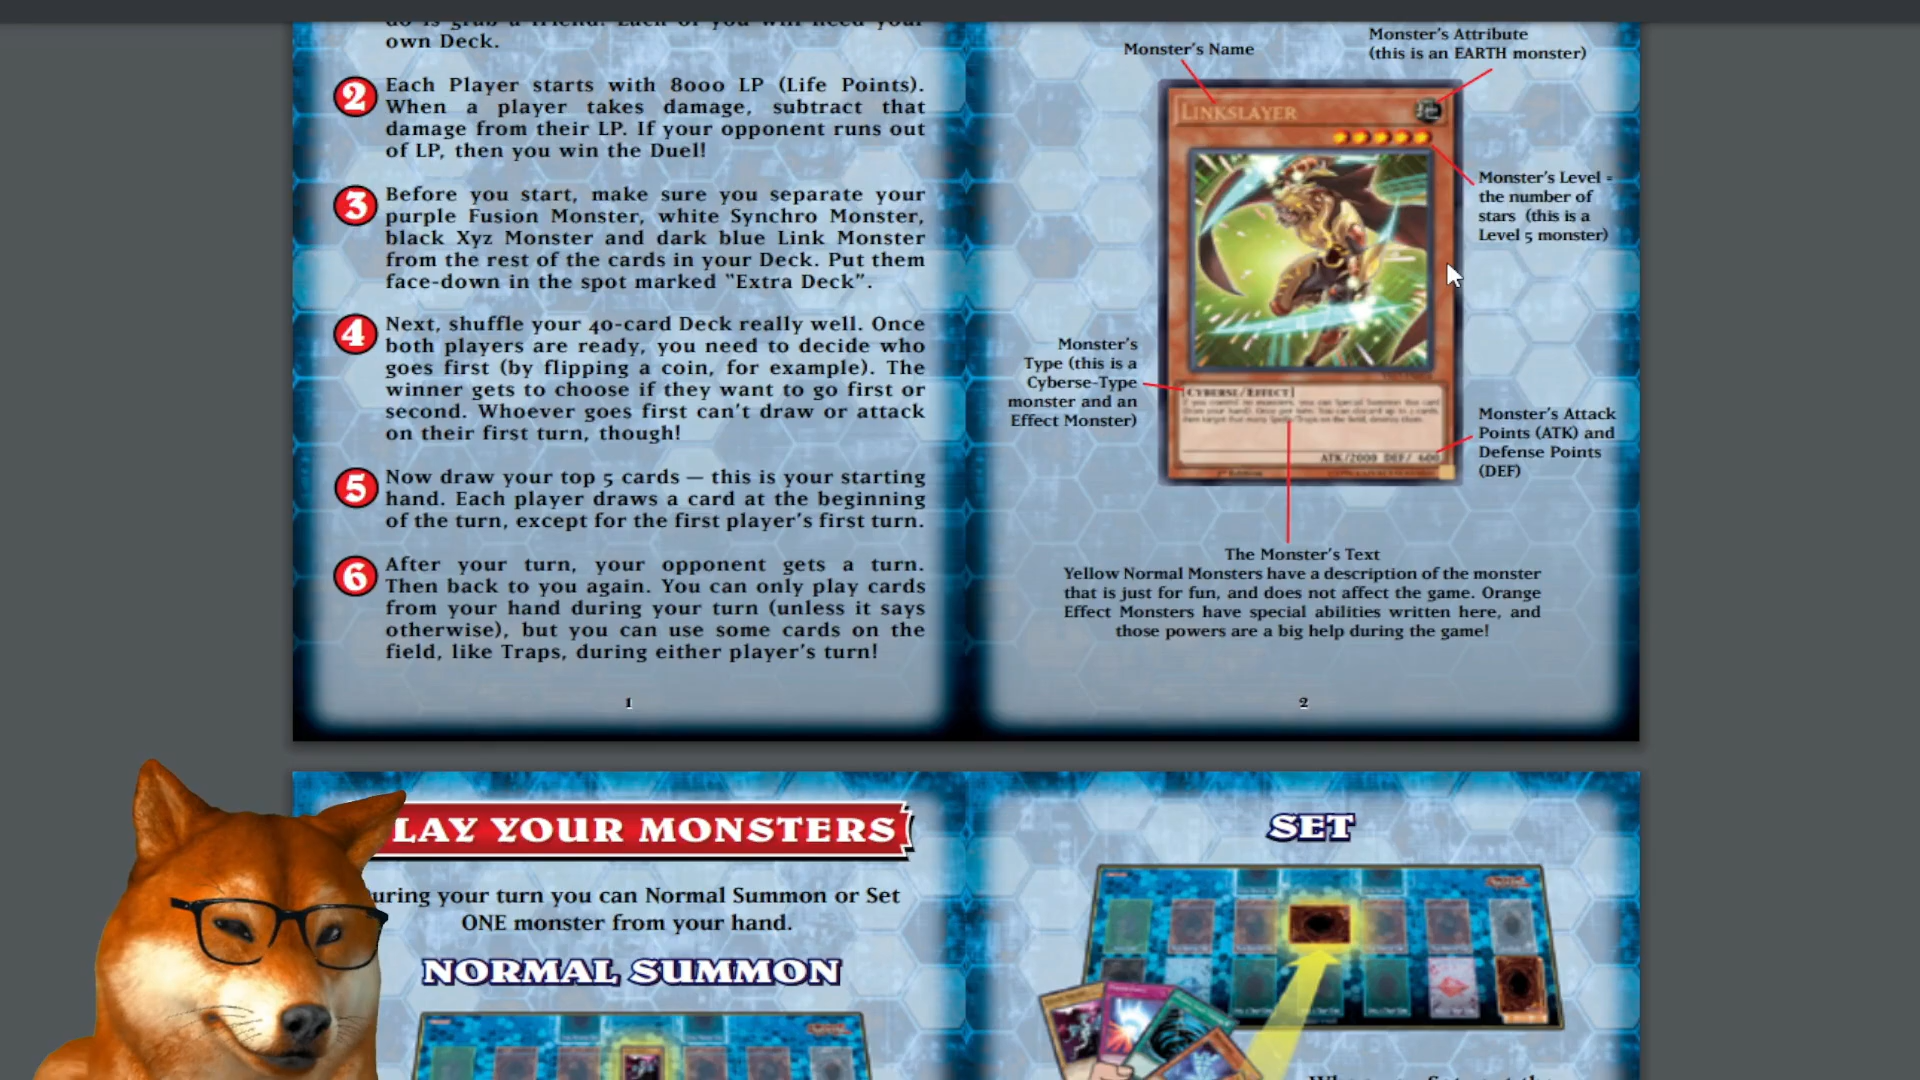 own Deck.
2
Each Player starts with 8000 LP (Life Points).
When a player takes damage, subtract that
damage from their LP. If your opponent runs out
of LP, then you win the Duel!
3
Before you start, make sure you separate your
purple Fusion Monster, white Synchro Monster,
black Xyz Monster and dark blue Link Monster
from the rest of the cards in your Deck. Put them
face-down in the spot marked "Extra Deck".
4
Next, shuffle your 40-card Deck really well. Once
both players are ready, you need to decide who
goes first (by flipping a coin, for example). The
winner gets to choose if they want to go first or
second. Whoever goes first can't draw or attack
on their first turn, though!
5
Now draw your top 5 cards — this is your starting
hand. Each player draws a card at the beginning
of the turn, except for the first player's first turn.
6
After your turn, your opponent gets a turn.
Then back to you again. You can only play cards
from your hand during your turn (unless it says
otherwise), but you can use some cards on the
field, like Traps, during either player's turn!
1
Monster's Name
Monster's Attribute
(this is an EARTH monster)
LINKSLAYER
Monster's Level =
the number of
stars (this is a
Level 5 monster)
Monster's
Type (this is a
Cyberse-Type
monster and an
Effect Monster)
[CYBERSE/EFFECT]
ATK/2000 DEF/ 600
Monster's Attack
Points (ATK) and
Defense Points
(DEF)
The Monster's Text
Yellow Normal Monsters have a description of the monster
that is just for fun, and does not affect the game. Orange
Effect Monsters have special abilities written here, and
those powers are a big help during the game!
2
LAY YOUR MONSTERS
uring your turn you can Normal Summon or Set
ONE monster from your hand.
NORMAL SUMMON
SET